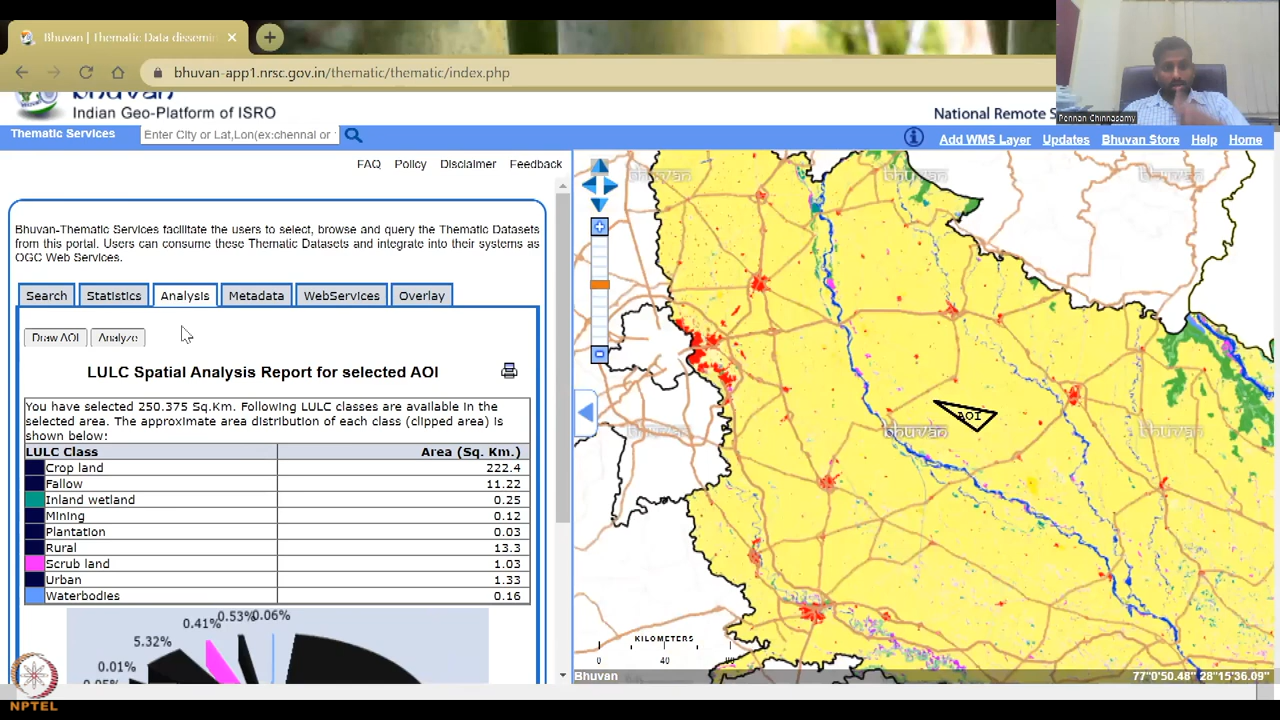 Bhuvan | Thematic Data dissemi
bhuvan-app1.nrsc.gov.in/thematic/thematic/index.php
Pennan Chinnasamy
bhuvan
Indian Geo-Platform of ISRO
National Remote S
Thematic Services
Enter City or Lat,Lon(ex:chennai or
Add WMS Layer Updates Bhuvan Store Help Home
FAQ Policy Disclaimer Feedback
Bhuvan-Thematic Services facilitate the users to select, browse and query the Thematic Datasets
from this portal. Users can consume these Thematic Datasets and integrate into their systems as
OGC Web Services.
Search Statistics Analysis Metadata WebServices Overlay
Draw AOI Analyze
LULC Spatial Analysis Report for selected AOI
You have selected 250.375 Sq.Km. Following LULC classes are available in the
selected area. The approximate area distribution of each class (clipped area) is
shown below:
LULC Class Area (Sq. Km.)
Crop land 222.4
Fallow 11.22
Inland wetland 0.25
Mining 0.12
Plantation 0.03
Rural 13.3
Scrub land 1.03
Urban 1.33
Waterbodies 0.16
0.53% 0.06%
0.41%
5.32%
0.01%
0.05%
NPTEL
bhuvan bhuvan bhuvan
AOI
bhuvan bhuvan bhuvan
KILOMETERS
0 40 80
Bhuvan
77°0'50.48" 28°15'36.09"